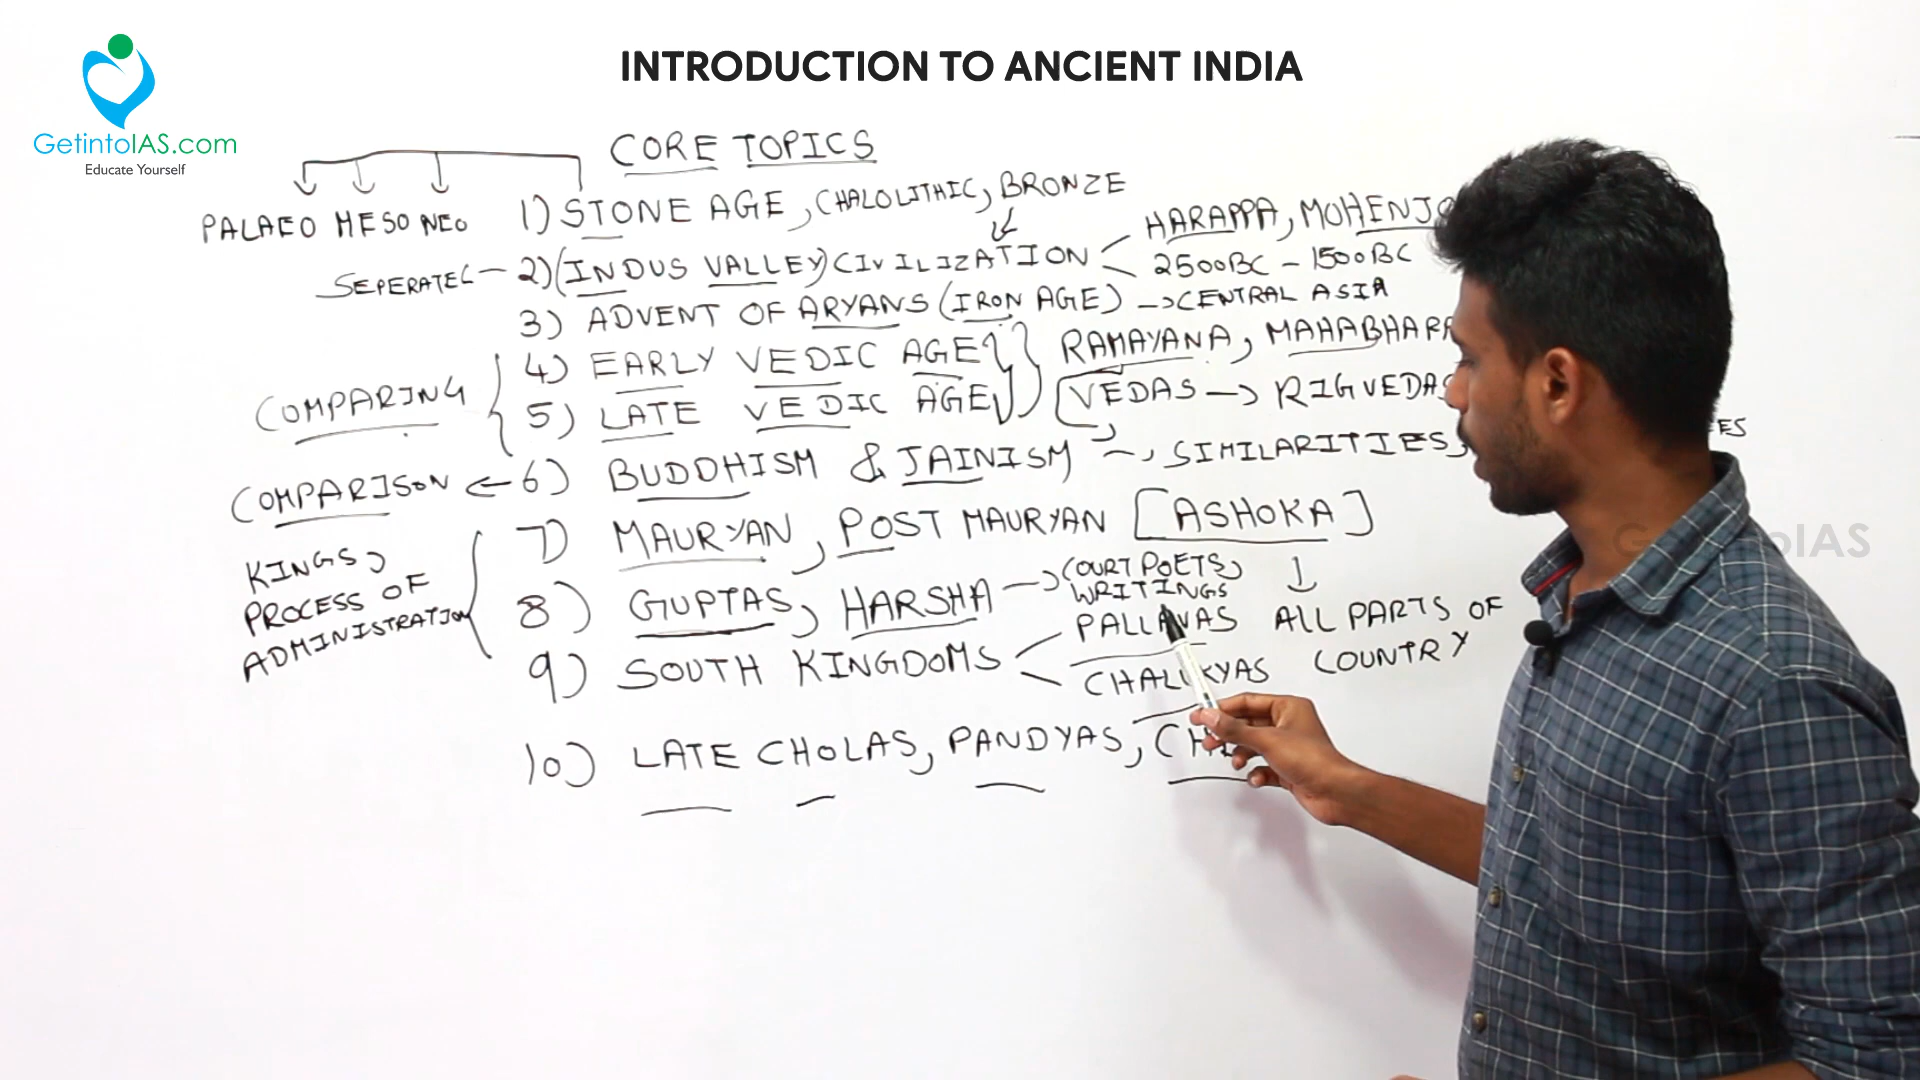 INTRODUCTION TO ANCIENT INDIA
GetintoIAS.com
Educate Yourself
CORE TOPICS
PALAEO MESO NEO
1) STONE AGE, CHALOLITHIC, BRONZE
SEPERATEL - 2) (INDUS VALLEY) CIVILIZATION
HARAPPA, MOHENJO
2500BC - 1500BC
3) ADVENT OF ARYANS (IRON AGE) -> CENTRAL ASIA
COMPARING
4) EARLY VEDIC AGE
5) LATE VEDIC AGE
RAMAYANA, MAHABHARA
VEDAS -> RIGVEDAS
COMPARISON <- 6) BUDDHISM & JAINISM -> SIMILARITIES,
7) MAURYAN, POST MAURYAN [ASHOKA]
ALL PARTS OF
COUNTRY
KINGS,
PROCESS OF
ADMINISTRATION
8) GUPTAS, HARSHA -> COURT POETS,
WRITINGS
9) SOUTH KINGDOMS
PALLAVAS
CHALUKYAS
10) LATE CHOLAS, PANDYAS,